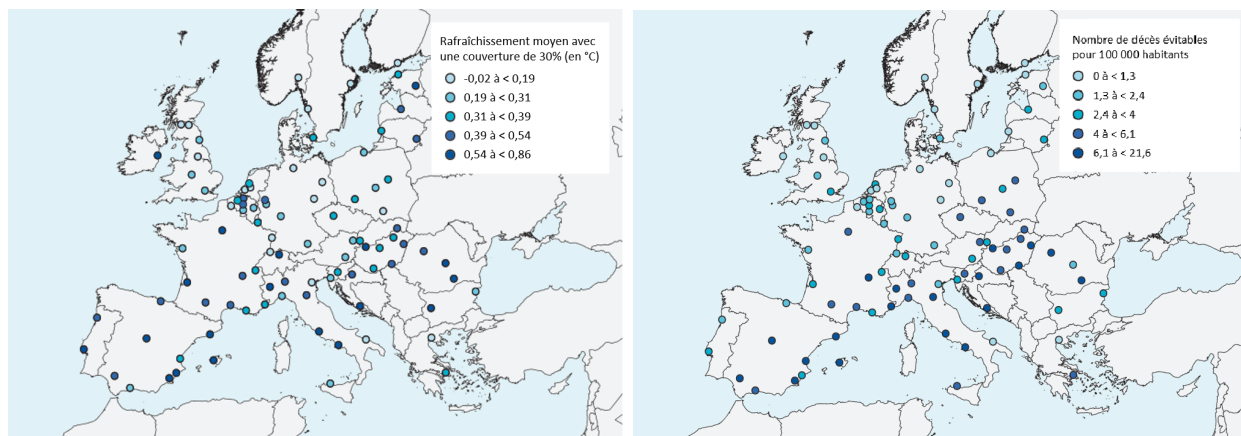 Rafraîchissement moyen avec
une couverture de 30% (en °C)
-0,02 à < 0,19
0,19 à < 0,31
0,31 à < 0,39
0,39 à < 0,54
0,54 à < 0,86
Nombre de décès évitables
pour 100 000 habitants
0 à < 1,3
1,3 à < 2,4
2,4 à < 4
4 à < 6,1
6,1 à < 21,6